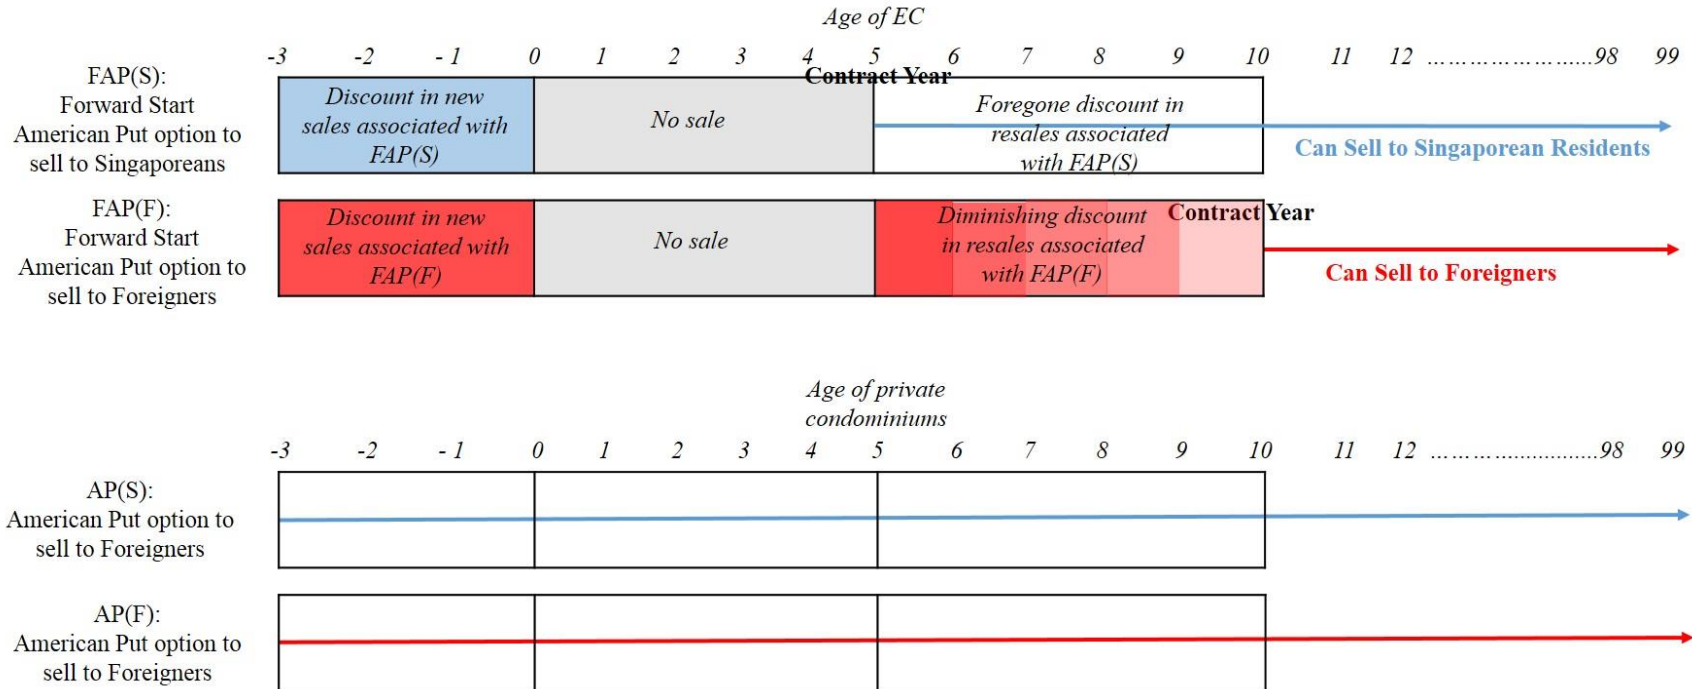 Age of EC
-3 -2 - 1 0 1 2 3 4 5 6 7 8 9 10 11 12 ........................98 99
FAP(S):
Forward Start
American Put option to
sell to Singaporeans
Discount in new
sales associated with
FAP(S)
No sale
Contract Year
Foregone discount in
resales associated
with FAP(S)
Can Sell to Singaporean Residents
FAP(F):
Forward Start
American Put option to
sell to Foreigners
Discount in new
sales associated with
FAP(F)
No sale
Diminishing discount
in resales associated
with FAP(F)
Contract Year
Can Sell to Foreigners
Age of private
condominiums
-3 -2 - 1 0 1 2 3 4 5 6 7 8 9 10 11 12 ........................98 99
AP(S):
American Put option to
sell to Foreigners
AP(F):
American Put option to
sell to Foreigners